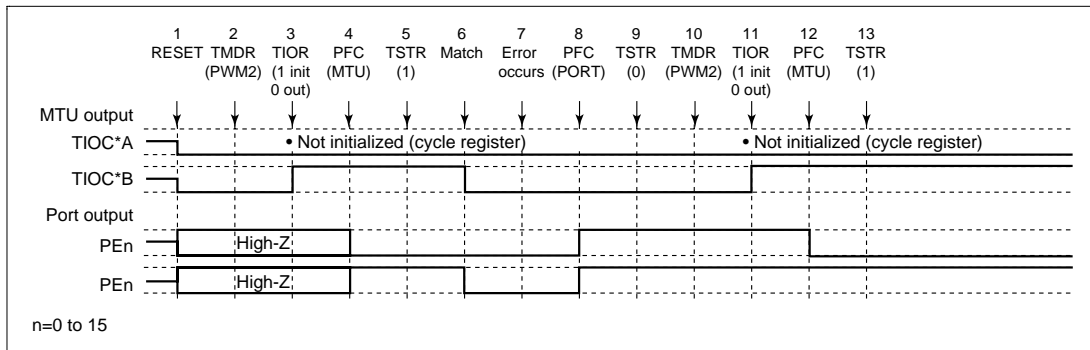 1 2 3 4 5 6 7 8 9 10 11 12 13
RESET TMDR TIOR PFC TSTR Match Error PFC TSTR TMDR TIOR PFC TSTR
(PWM2) (1 init (MTU) (1) occurs (PORT) (0) (PWM2) (1 init (MTU) (1)
0 out) 0 out)
MTU output
TIOC*A • Not initialized (cycle register) • Not initialized (cycle register)
TIOC*B
Port output
PEn High-Z
PEn High-Z
n=0 to 15